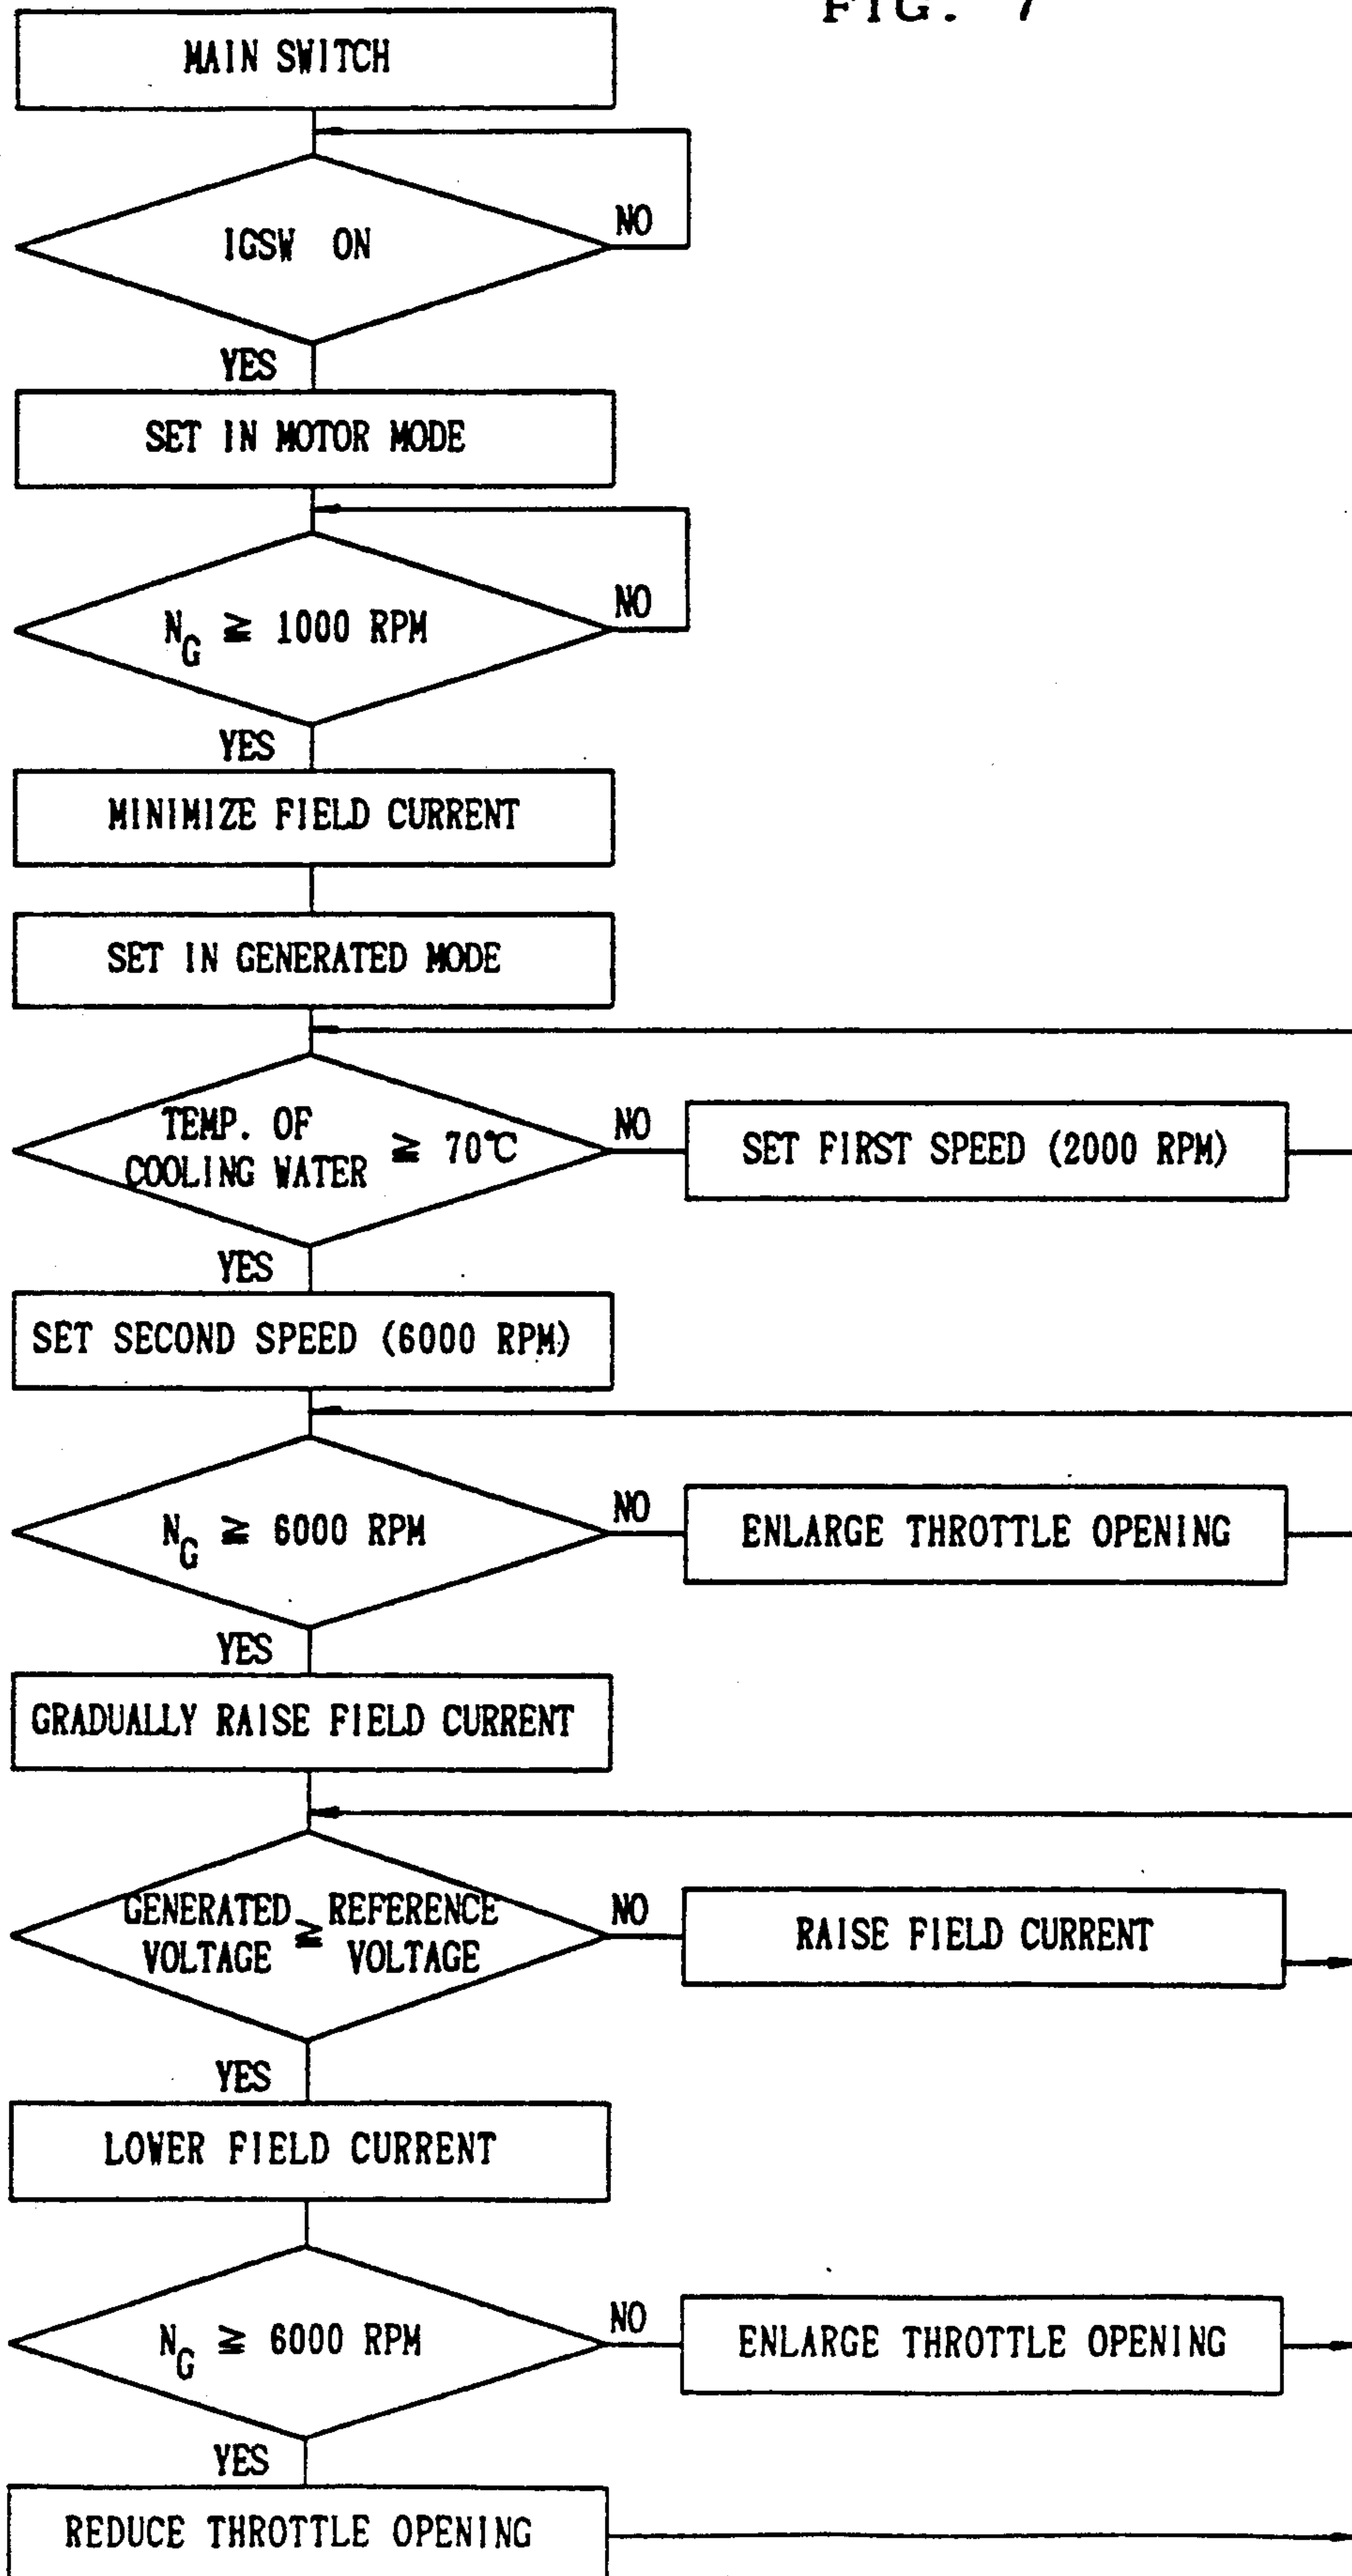 FIG. 7
MAIN SWITCH
IGSW ON
NO
YES
SET IN MOTOR MODE
NG ≧ 1000 RPM
NO
YES
MINIMIZE FIELD CURRENT
SET IN GENERATED MODE
TEMP. OF
COOLING WATER ≧ 70℃
NO
SET FIRST SPEED (2000 RPM)
YES
SET SECOND SPEED (6000 RPM)
NG ≧ 6000 RPM
NO
ENLARGE THROTTLE OPENING
YES
GRADUALLY RAISE FIELD CURRENT
GENERATED ≧ REFERENCE
VOLTAGE VOLTAGE
NO
RAISE FIELD CURRENT
YES
LOWER FIELD CURRENT
NG ≧ 6000 RPM
NO
ENLARGE THROTTLE OPENING
YES
REDUCE THROTTLE OPENING